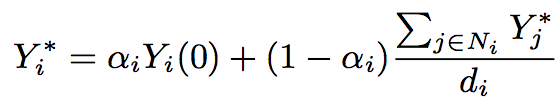 $Y_i^* = \alpha_i Y_i(0) + (1 - \alpha_i) \frac{\sum_{j \in N_i} Y_j^*}{d_i}$